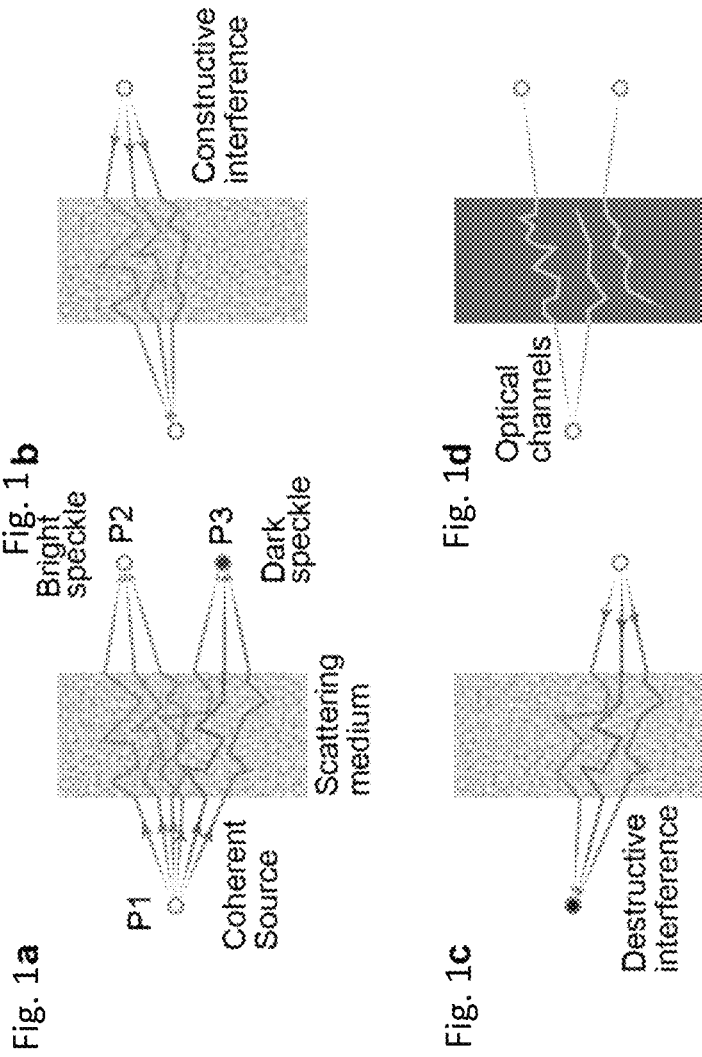 Fig. 1a
P1
Coherent
Source
Scattering
medium
Bright
speckle
P2
P3
Dark
speckle
Fig. 1b
Constructive
interference
Fig. 1c
Destructive
interference
Fig. 1d
Optical
channels